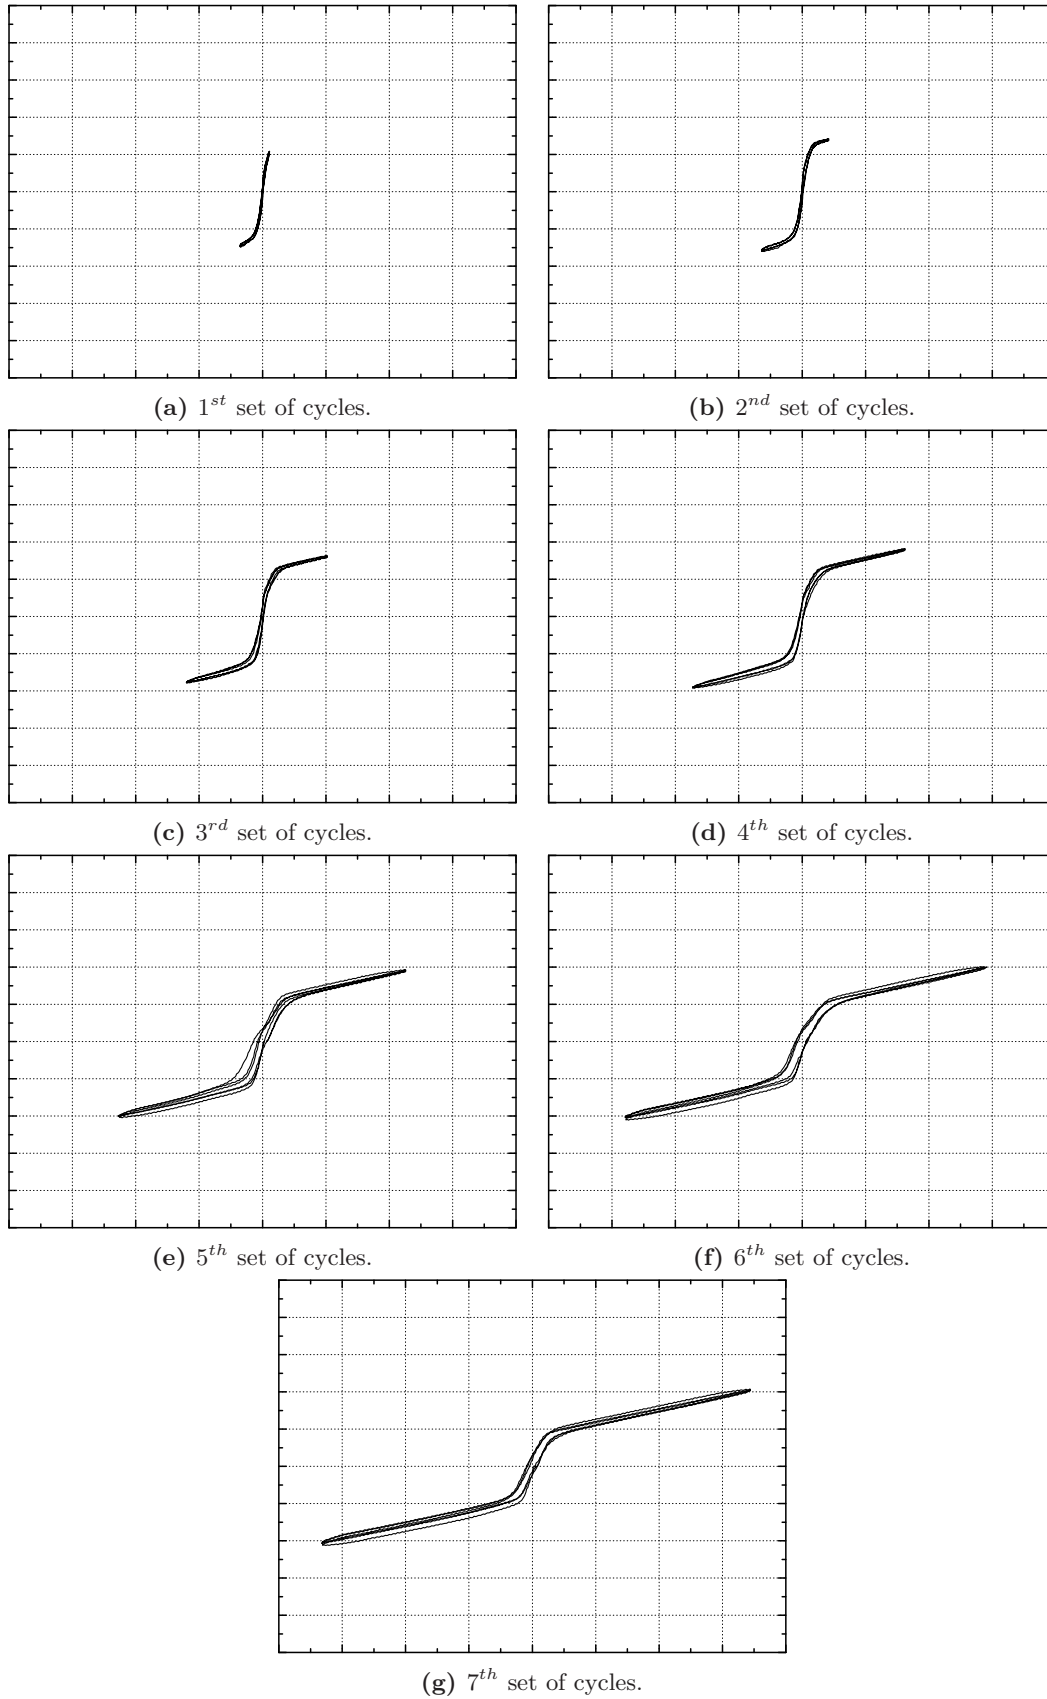 (a) 1st set of cycles.
(b) 2nd set of cycles.
(c) 3rd set of cycles.
(d) 4th set of cycles.
(e) 5th set of cycles.
(f) 6th set of cycles.
(g) 7th set of cycles.